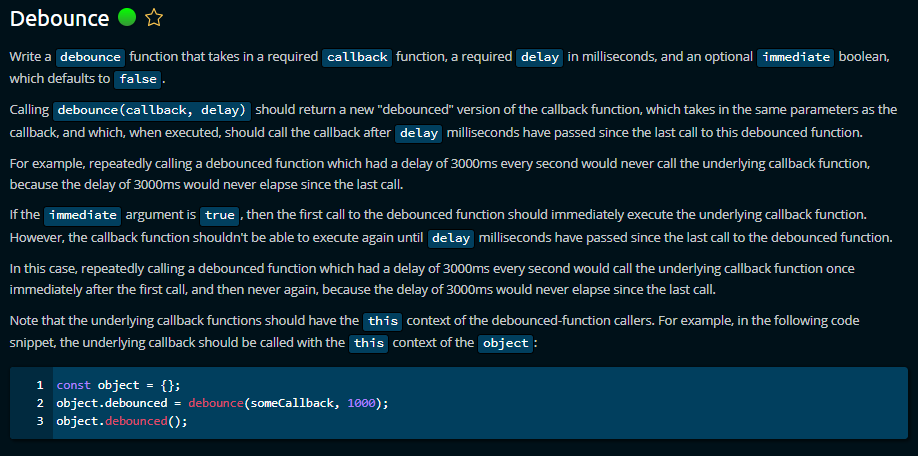 Debounce
Write a debounce function that takes in a required callback function, a required delay in milliseconds, and an optional immediate boolean,
which defaults to false.
Calling debounce(callback, delay) should return a new "debounced" version of the callback function, which takes in the same parameters as the
callback, and which, when executed, should call the callback after delay milliseconds have passed since the last call to this debounced function.
For example, repeatedly calling a debounced function which had a delay of 3000ms every second would never call the underlying callback function,
because the delay of 3000ms would never elapse since the last call.
If the immediate argument is true, then the first call to the debounced function should immediately execute the underlying callback function.
However, the callback function shouldn't be able to execute again until delay milliseconds have passed since the last call to the debounced function.
In this case, repeatedly calling a debounced function which had a delay of 3000ms every second would call the underlying callback function once
immediately after the first call, and then never again, because the delay of 3000ms would never elapse since the last call.
Note that the underlying callback functions should have the this context of the debounced-function callers. For example, in the following code
snippet, the underlying callback should be called with the this context of the object:
1 const object = {};
2 object.debounced = debounce(someCallback, 1000);
3 object.debounced();